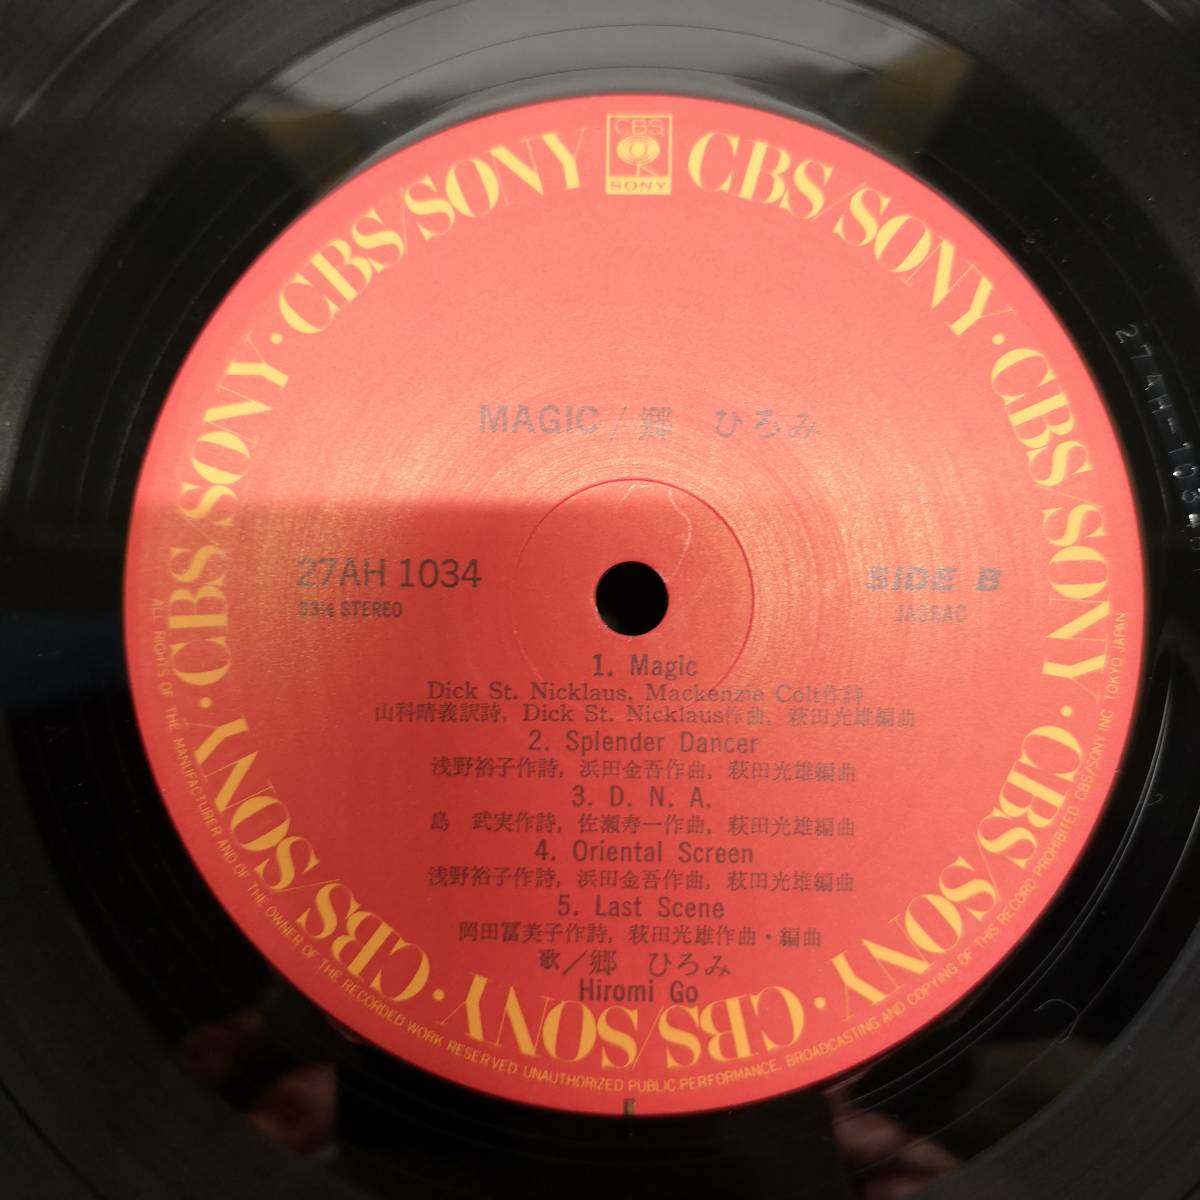 CBS/SONY · CBS/SONY · CBS/SONY · CBS/SONY · CBS/SONY · CBS/SONY · CBS/SONY · CBS/SONY
CBS
SONY
MAGIC/郷 ひろみ
27AH 1034
33⅓ STEREO
SIDE B
JASRAC
1. Magic
Dick St. Nicklaus, Mackenzie Colt作詩
山科晴義訳詩, Dick St. Nicklaus作曲, 萩田光雄編曲
2. Splender Dancer
浅野裕子作詩, 浜田金吾作曲, 萩田光雄編曲
3. D. N. A.
島 武実作詩, 佐瀬寿一作曲, 萩田光雄編曲
4. Oriental Screen
浅野裕子作詩, 浜田金吾作曲, 萩田光雄編曲
5. Last Scene
岡田冨美子作詩, 萩田光雄作曲・編曲
歌/郷 ひろみ
Hiromi Go
ALL RIGHTS OF THE MANUFACTURER AND OF THE OWNER OF THE RECORDED WORK RESERVED UNAUTHORIZED PUBLIC PERFORMANCE, BROADCASTING AND COPYING OF THIS RECORD PROHIBITED CBS/SONY INC TOKYO JAPAN
27AH-103